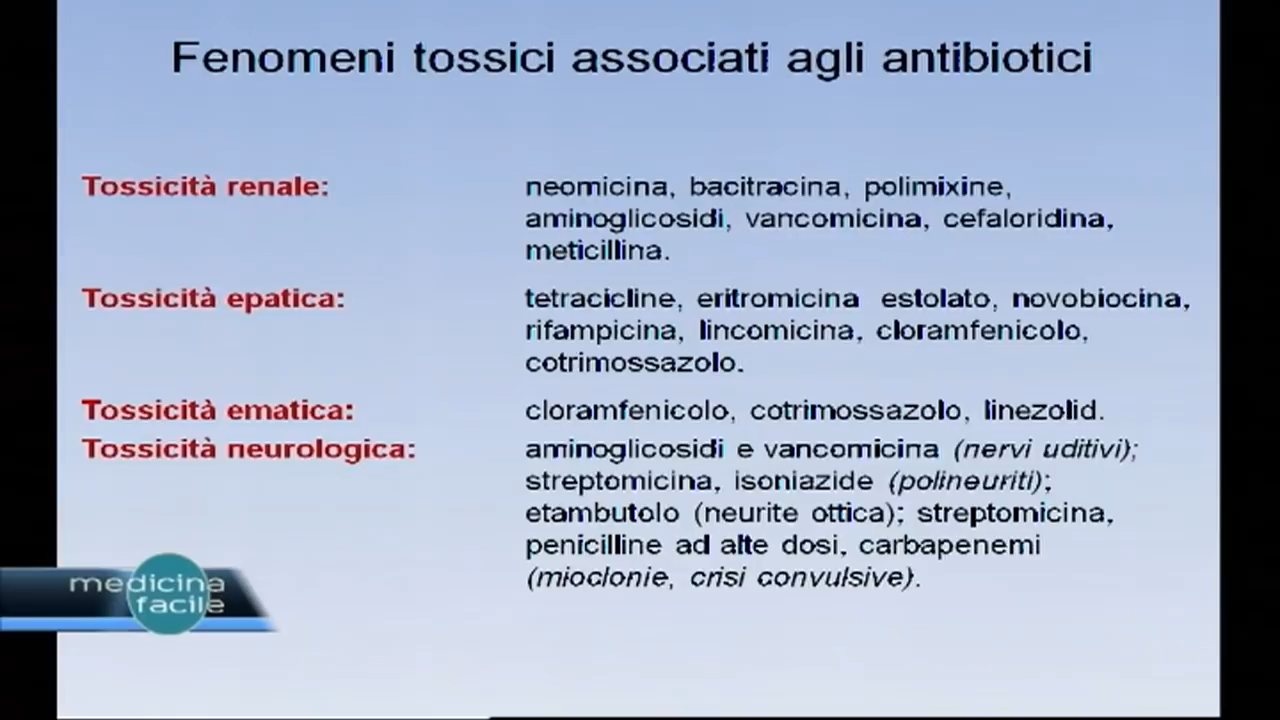 Fenomeni tossici associati agli antibiotici
Tossicità renale:
neomicina, bacitracina, polimixine,
aminoglicosidi, vancomicina, cefaloridina,
meticillina.
Tossicità epatica:
tetracicline, eritromicina estolato, novobiocina,
rifampicina, lincomicina, cloramfenicolo,
cotrimossazolo.
Tossicità ematica:
cloramfenicolo, cotrimossazolo, linezolid.
Tossicità neurologica:
aminoglicosidi e vancomicina (nervi uditivi);
streptomicina, isoniazide (polineuriti);
etambutolo (neurite ottica); streptomicina,
penicilline ad alte dosi, carbapenemi
(mioclonie, crisi convulsive).
medicina
facile